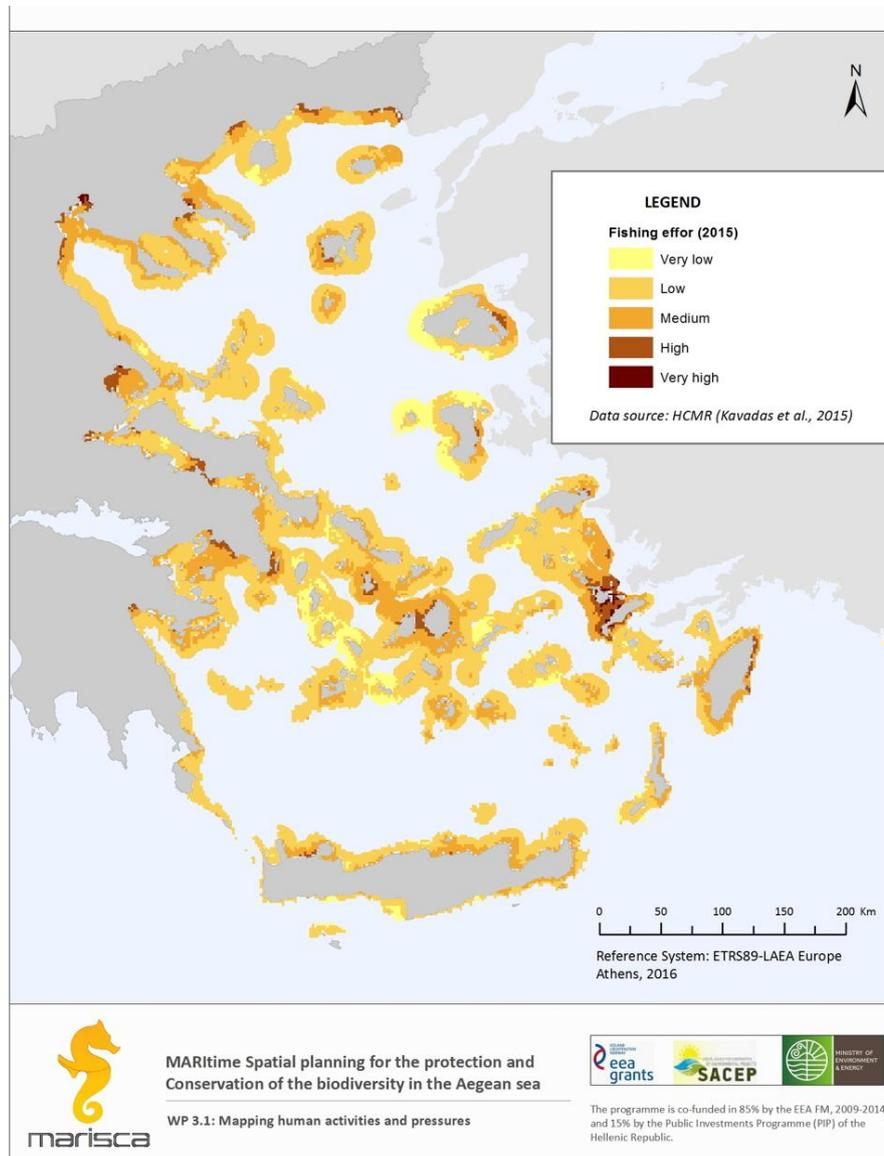 N
LEGEND
Fishing effor (2015)
Very low
Low
Medium
High
Very high
Data source: HCMR (Kavadas et al., 2015)
0 50 100 150 200 Km
Reference System: ETRS89-LAEA Europe
Athens, 2016
marisca
MARItime Spatial planning for the protection and
Conservation of the biodiversity in the Aegean sea
WP 3.1: Mapping human activities and pressures
ICELAND
LIECHTENSTEIN
NORWAY
eea
grants
SACEP
MINISTRY OF
ENVIRONMENT
& ENERGY
The programme is co-funded in 85% by the EEA FM, 2009-2014
and 15% by the Public Investments Programme (PIP) of the
Hellenic Republic.